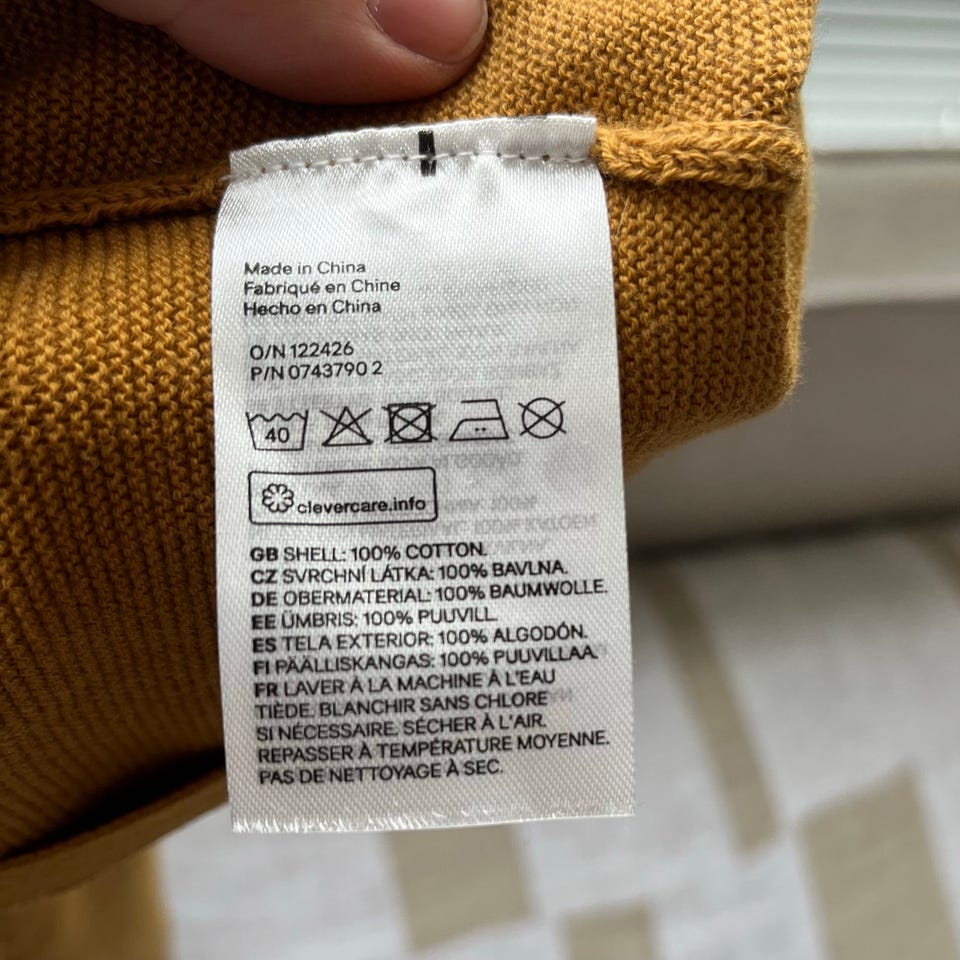 Made in China
Fabriqué en Chine
Hecho en China
O/N 122426
P/N 0743790 2
40
clevercare.info
GB SHELL: 100% COTTON.
CZ SVRCHNÍ LÁTKA: 100% BAVLNA.
DE OBERMATERIAL: 100% BAUMWOLLE.
EE ÜMBRIS: 100% PUUVILL
ES TELA EXTERIOR: 100% ALGODÓN.
FI PÄÄLLISKANGAS: 100% PUUVILLAA.
FR LAVER À LA MACHINE À L'EAU
TIÈDE. BLANCHIR SANS CHLORE
SI NÉCESSAIRE. SÉCHER À L'AIR.
REPASSER À TEMPÉRATURE MOYENNE.
PAS DE NETTOYAGE À SEC.